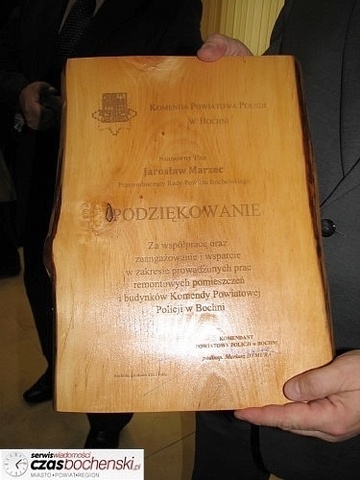 KOMENDA POWIATOWA POLICJI
W BOCHNI
Szanowny Pan
Jarosław Marzec
Przewodniczący Rady Powiatu Bocheńskiego
PODZIĘKOWANIE
Za współpracę oraz
zaangażowanie i wsparcie
w zakresie prowadzonych prac
remontowych pomieszczeń
i budynków Komendy Powiatowej
Policji w Bochni
KOMENDANT
POWIATOWY POLICJI w BOCHNI
podinsp. Mariusz DYMURA
serwis wiadomości
czasbochenski.pl
MIASTO•POWIAT•REGION